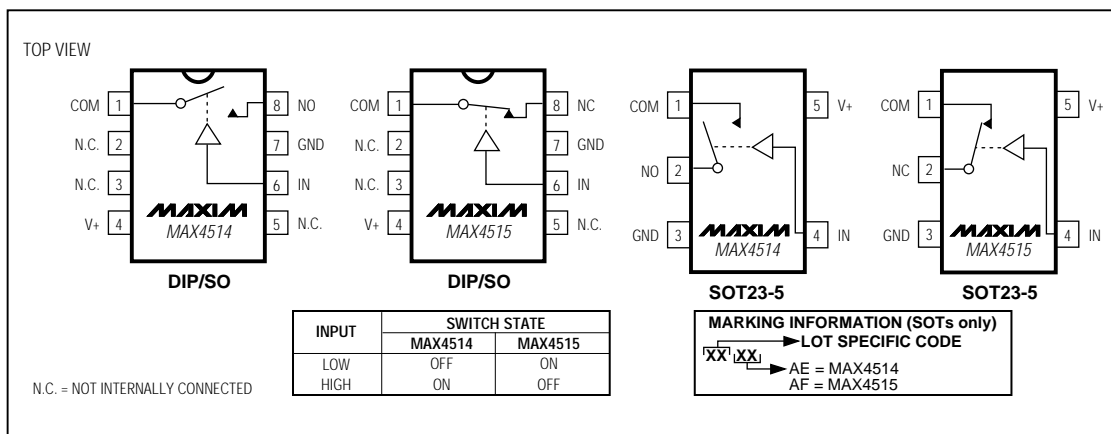 TOP VIEW
COM 1 8 NO
N.C. 2 7 GND
N.C. 3 6 IN
V+ 4 5 N.C.
MAXIM
MAX4514
DIP/SO
COM 1 8 NC
N.C. 2 7 GND
N.C. 3 6 IN
V+ 4 5 N.C.
MAXIM
MAX4515
DIP/SO
COM 1 5 V+
NO 2
GND 3 4 IN
MAXIM
MAX4514
SOT23-5
COM 1 5 V+
NC 2
GND 3 4 IN
MAXIM
MAX4515
SOT23-5
INPUT SWITCH STATE
MAX4514 MAX4515
LOW OFF ON
HIGH ON OFF
MARKING INFORMATION (SOTs only)
LOT SPECIFIC CODE
XX XX
AE = MAX4514
AF = MAX4515
N.C. = NOT INTERNALLY CONNECTED